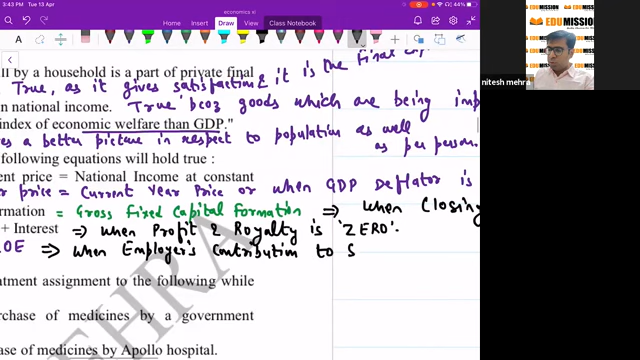 3:43 PM Tue 13 Apr
economics xi
44%
Home Insert Draw View Class Notebook
EDUMISSION
EDUMISSION
nitesh mehra
ll by a household is a part of private final
True, as it gives satisfaction & it is the final
n national income. True bcoz goods which are being imp
index of economic welfare than GDP."
es a better picture in respect to population as well
as per person.
following equations will hold true :
ent price = National Income at constant
r price = Current Year Price or when GDP Deflator is
ormation = Gross Fixed Capital Formation ⇒ when Closing
+ Interest ⇒ when Profit & Royalty is 'ZERO'.
OE ⇒ when Employer's Contribution to S
atment assignment to the following while
rchase of medicines by a government
ase of medicines by Apollo hospital.
EHRA